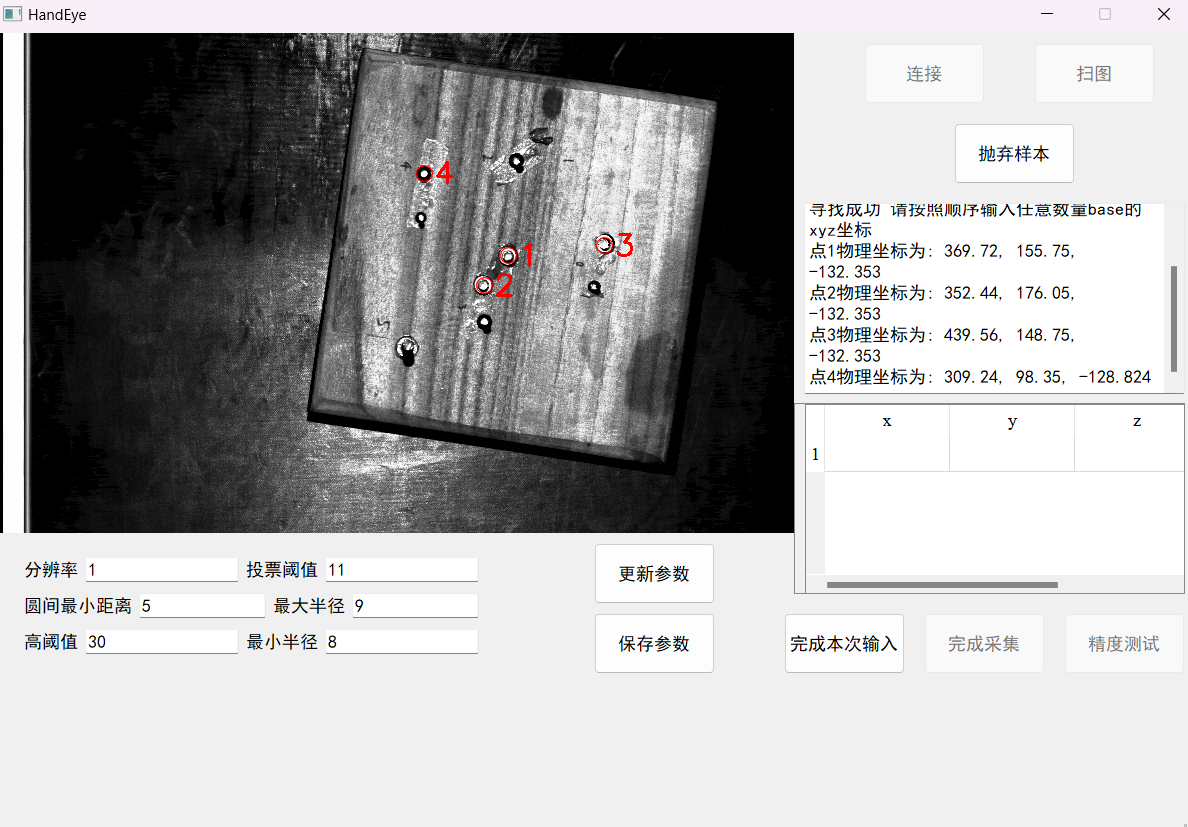 HandEye
连接
扫图
抛弃样本
寻找成功 请按照顺序输入任意数量base的
xyz坐标
点1物理坐标为: 369.72, 155.75,
-132.353
点2物理坐标为: 352.44, 176.05,
-132.353
点3物理坐标为: 439.56, 148.75,
-132.353
点4物理坐标为: 309.24, 98.35, -128.824
4
1
3
2
x y z
1
分辨率 1 投票阈值 11
圆间最小距离 5 最大半径 9
高阈值 30 最小半径 8
更新参数
保存参数
完成本次输入
完成采集
精度测试